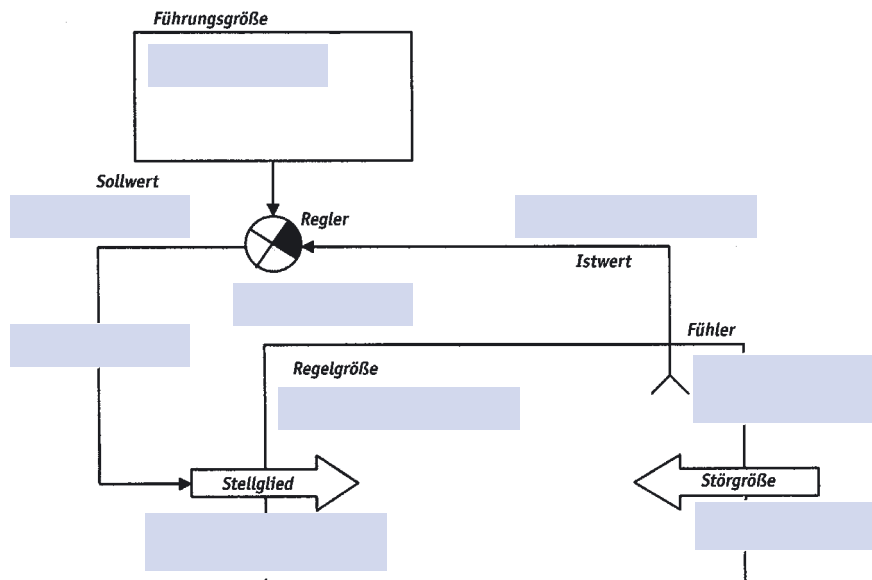 Führungsgröße
Sollwert
Regler
Istwert
Fühler
Regelgröße
Stellglied
Störgröße